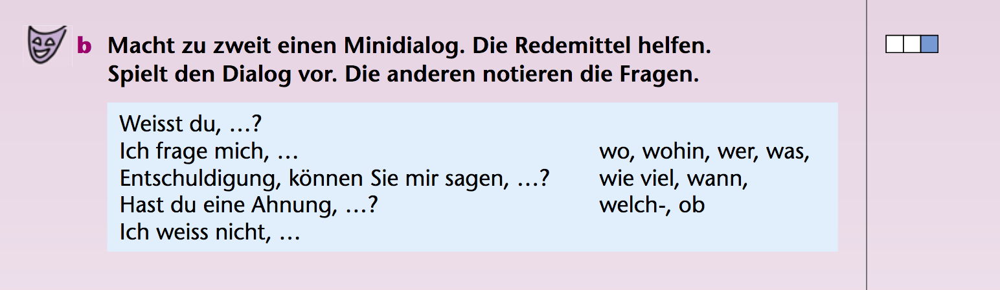 b Macht zu zweit einen Minidialog. Die Redemittel helfen.
Spielt den Dialog vor. Die anderen notieren die Fragen.
Weisst du, …?
Ich frage mich, …
Entschuldigung, können Sie mir sagen, …?
Hast du eine Ahnung, …?
Ich weiss nicht, …
wo, wohin, wer, was,
wie viel, wann,
welch-, ob